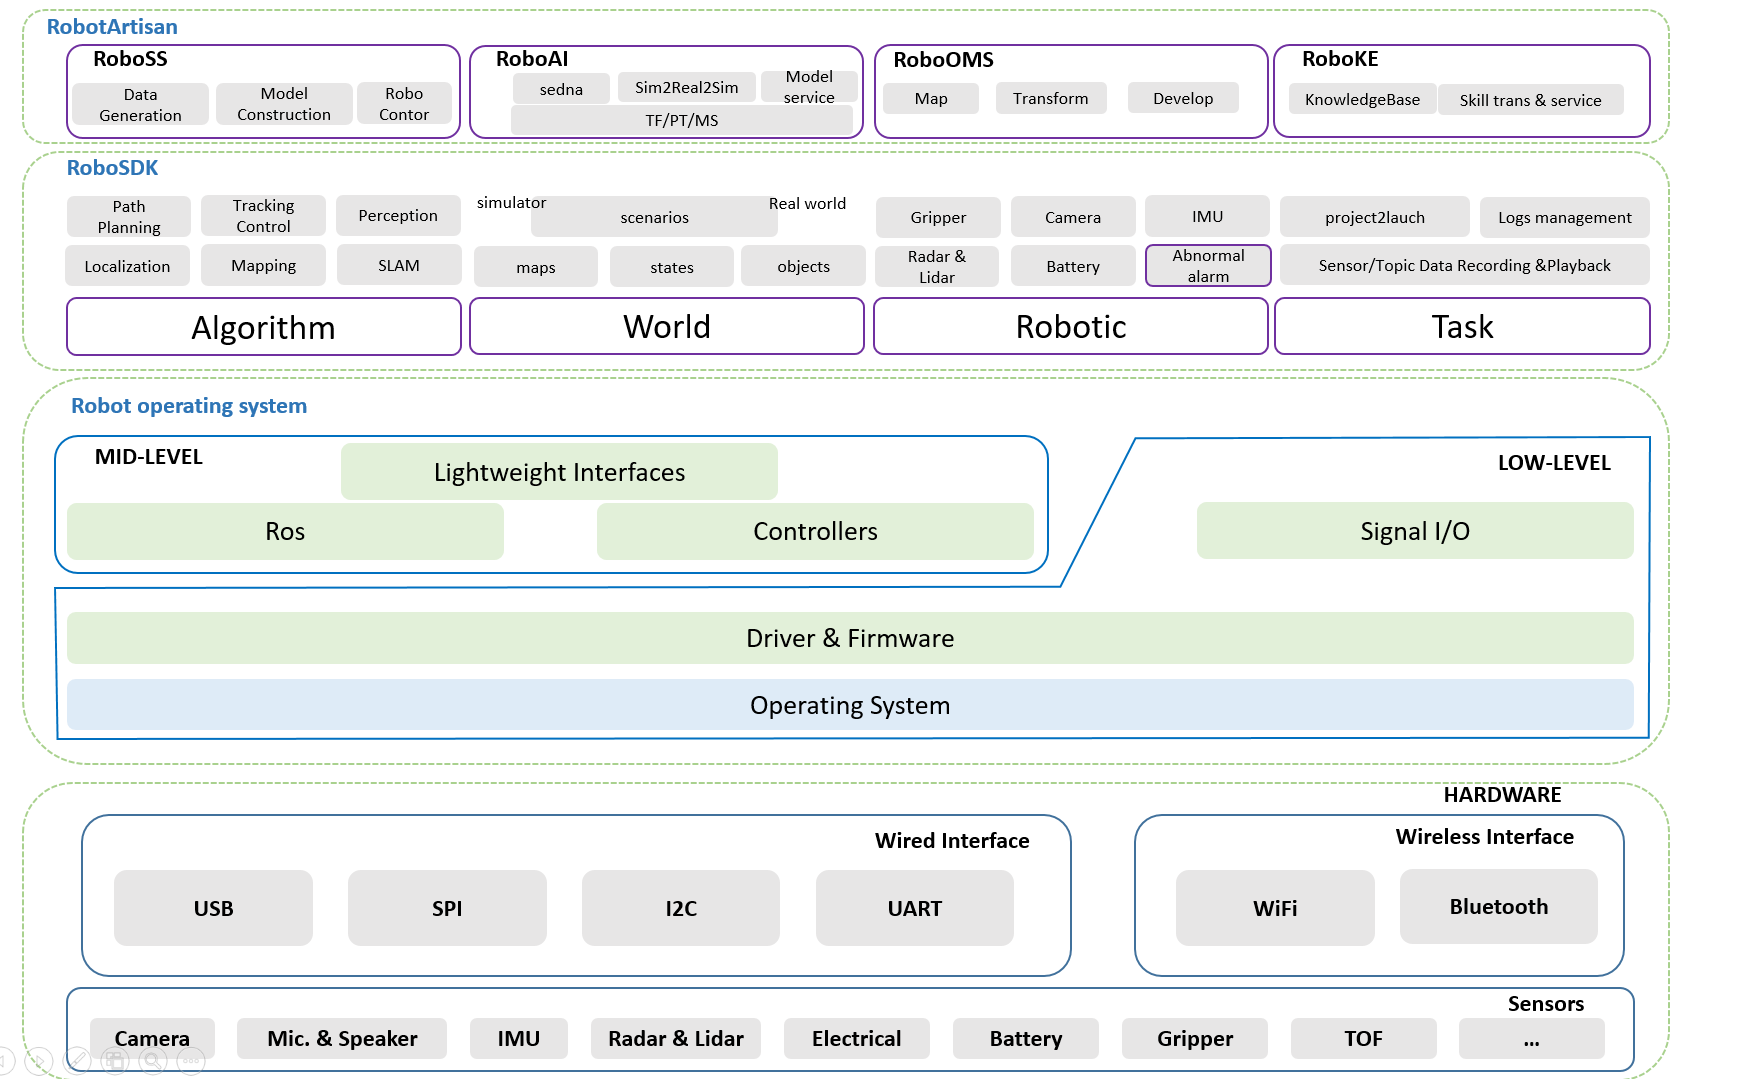 RobotArtisan
RoboSS
Data
Generation
Model
Construction
Robo
Contor
RoboAI
sedna
Sim2Real2Sim
Model
service
TF/PT/MS
RoboOMS
Map
Transform
Develop
RoboKE
KnowledgeBase
Skill trans & service
RoboSDK
Path
Planning
Tracking
Control
Perception
Localization
Mapping
SLAM
Algorithm
simulator
scenarios
Real world
maps
states
objects
World
Gripper
Camera
IMU
Radar &
Lidar
Battery
Abnormal
alarm
Robotic
project2lauch
Logs management
Sensor/Topic Data Recording &Playback
Task
Robot operating system
MID-LEVEL
Lightweight Interfaces
Ros
Controllers
LOW-LEVEL
Signal I/O
Driver & Firmware
Operating System
HARDWARE
Wired Interface
USB
SPI
I2C
UART
Wireless Interface
WiFi
Bluetooth
Sensors
Camera
Mic. & Speaker
IMU
Radar & Lidar
Electrical
Battery
Gripper
TOF
...